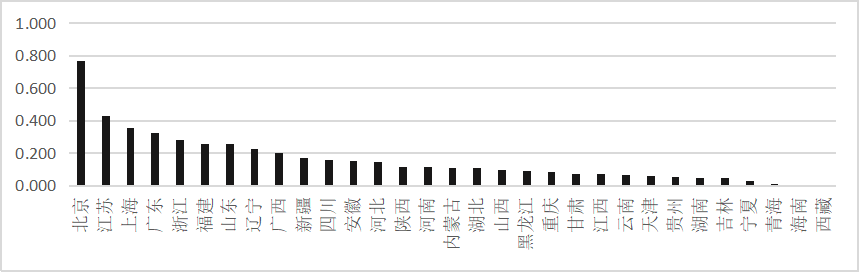 1.000
0.800
0.600
0.400
0.200
0.000
北京
江苏
上海
广东
浙江
福建
山东
辽宁
广西
新疆
四川
安徽
河北
陕西
河南
内蒙古
湖北
山西
黑龙江
重庆
甘肃
江西
云南
天津
贵州
湖南
吉林
宁夏
青海
海南
西藏